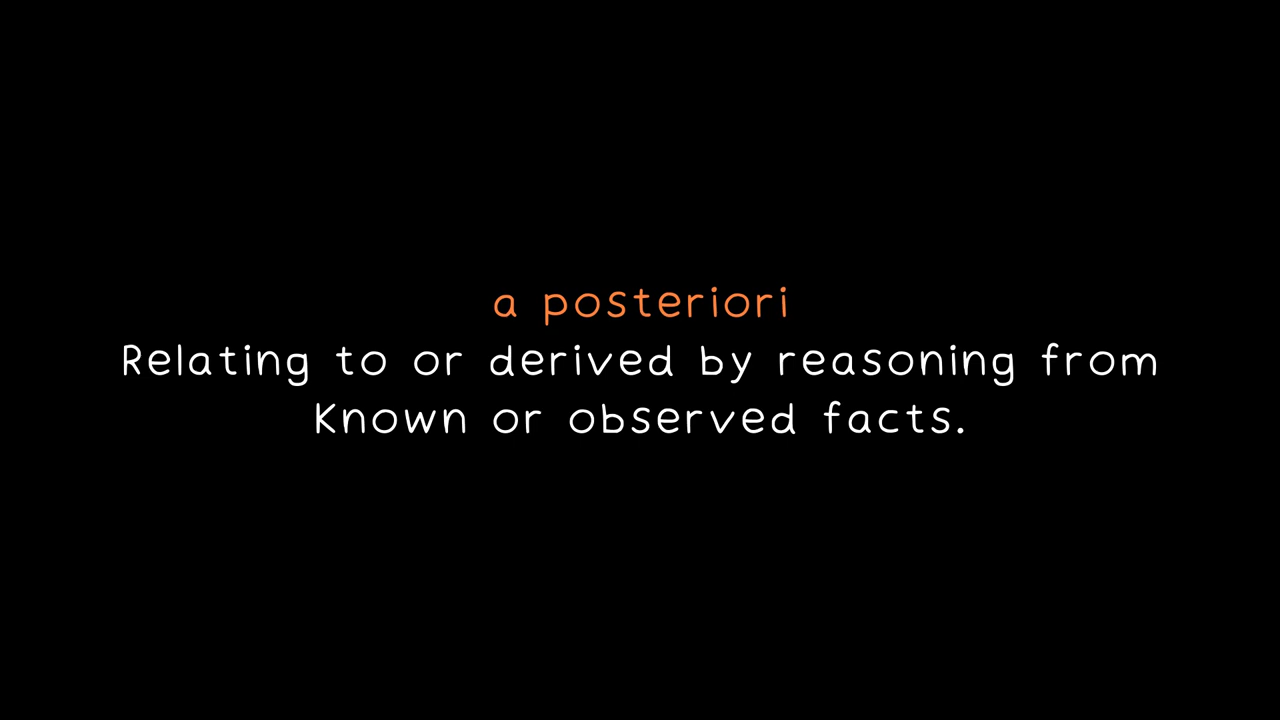 a posteriori
Relating to or derived by reasoning from
Known or observed facts.